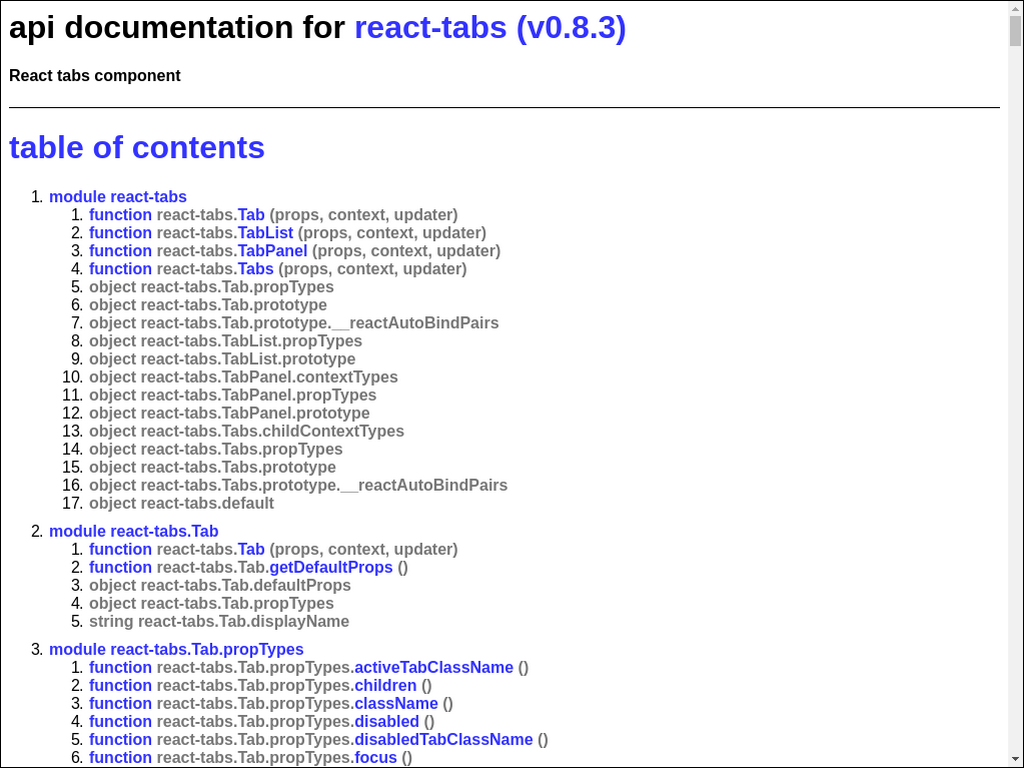 api documentation for react-tabs (v0.8.3)
React tabs component
table of contents
1. module react-tabs
1. function react-tabs.Tab (props, context, updater)
2. function react-tabs.TabList (props, context, updater)
3. function react-tabs.TabPanel (props, context, updater)
4. function react-tabs.Tabs (props, context, updater)
5. object react-tabs.Tab.propTypes
6. object react-tabs.Tab.prototype
7. object react-tabs.Tab.prototype.__reactAutoBindPairs
8. object react-tabs.TabList.propTypes
9. object react-tabs.TabList.prototype
10. object react-tabs.TabPanel.contextTypes
11. object react-tabs.TabPanel.propTypes
12. object react-tabs.TabPanel.prototype
13. object react-tabs.Tabs.childContextTypes
14. object react-tabs.Tabs.propTypes
15. object react-tabs.Tabs.prototype
16. object react-tabs.Tabs.prototype.__reactAutoBindPairs
17. object react-tabs.default
2. module react-tabs.Tab
1. function react-tabs.Tab (props, context, updater)
2. function react-tabs.Tab.getDefaultProps ()
3. object react-tabs.Tab.defaultProps
4. object react-tabs.Tab.propTypes
5. string react-tabs.Tab.displayName
3. module react-tabs.Tab.propTypes
1. function react-tabs.Tab.propTypes.activeTabClassName ()
2. function react-tabs.Tab.propTypes.children ()
3. function react-tabs.Tab.propTypes.className ()
4. function react-tabs.Tab.propTypes.disabled ()
5. function react-tabs.Tab.propTypes.disabledTabClassName ()
6. function react-tabs.Tab.propTypes.focus ()